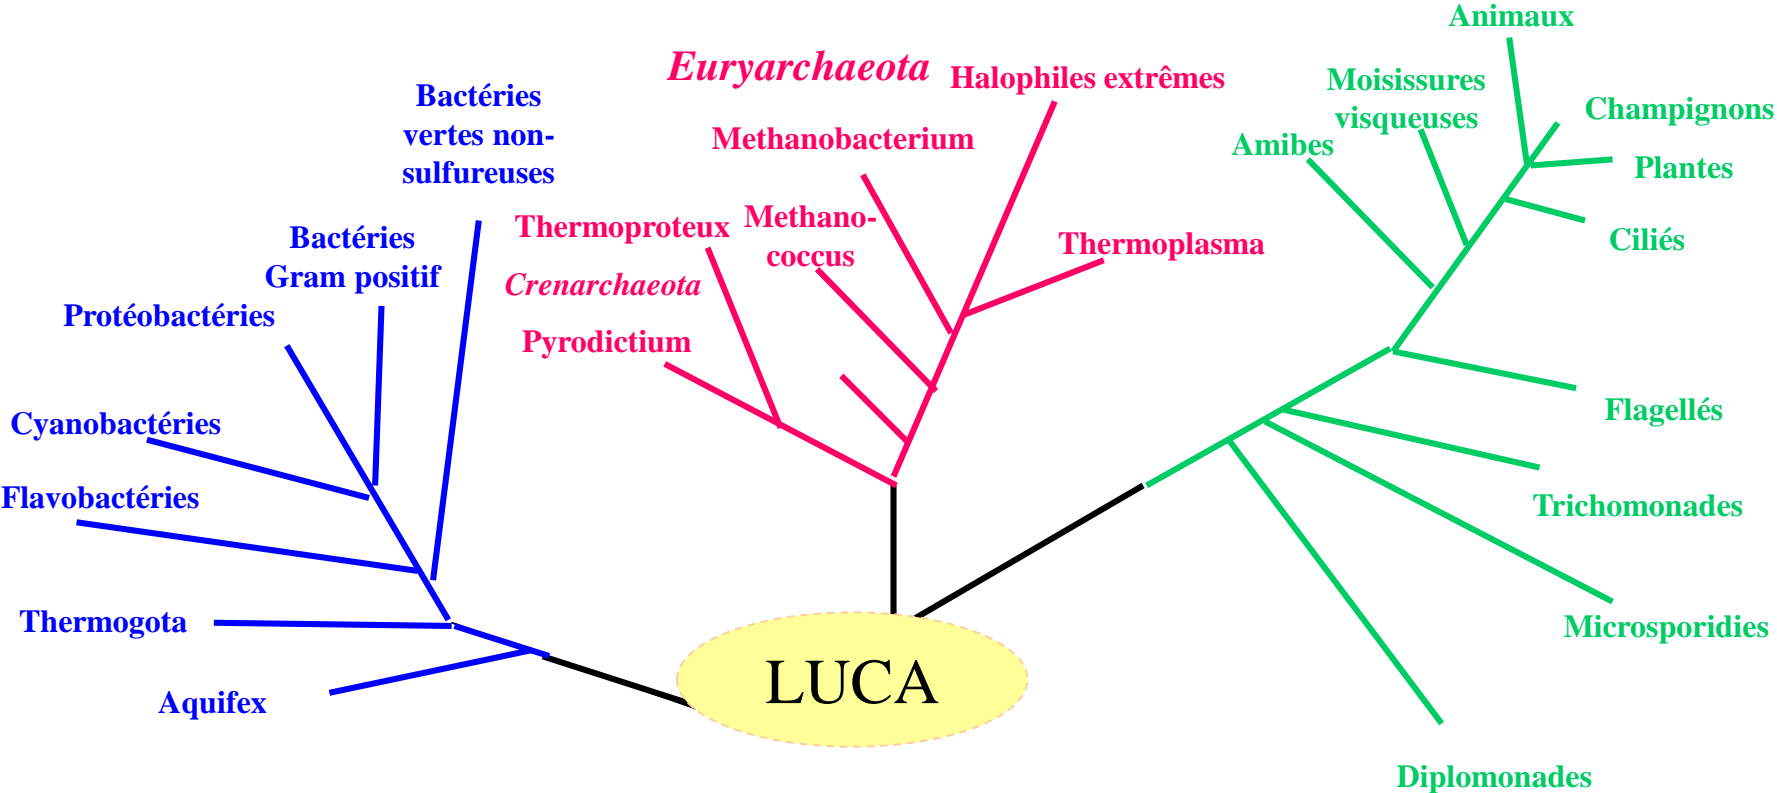 Animaux
Euryarchaeota
Halophiles extrêmes
Moisissures
visqueuses
Bactéries
vertes non-
sulfureuses
Champignons
Methanobacterium
Amibes
Plantes
Thermoproteux
Methano-
coccus
Bactéries
Gram positif
Ciliés
Thermoplasma
Crenarchaeota
Protéobactéries
Pyrodictium
Flagellés
Cyanobactéries
Flavobactéries
Trichomonades
Thermogota
Microsporidies
LUCA
Aquifex
Diplomonades